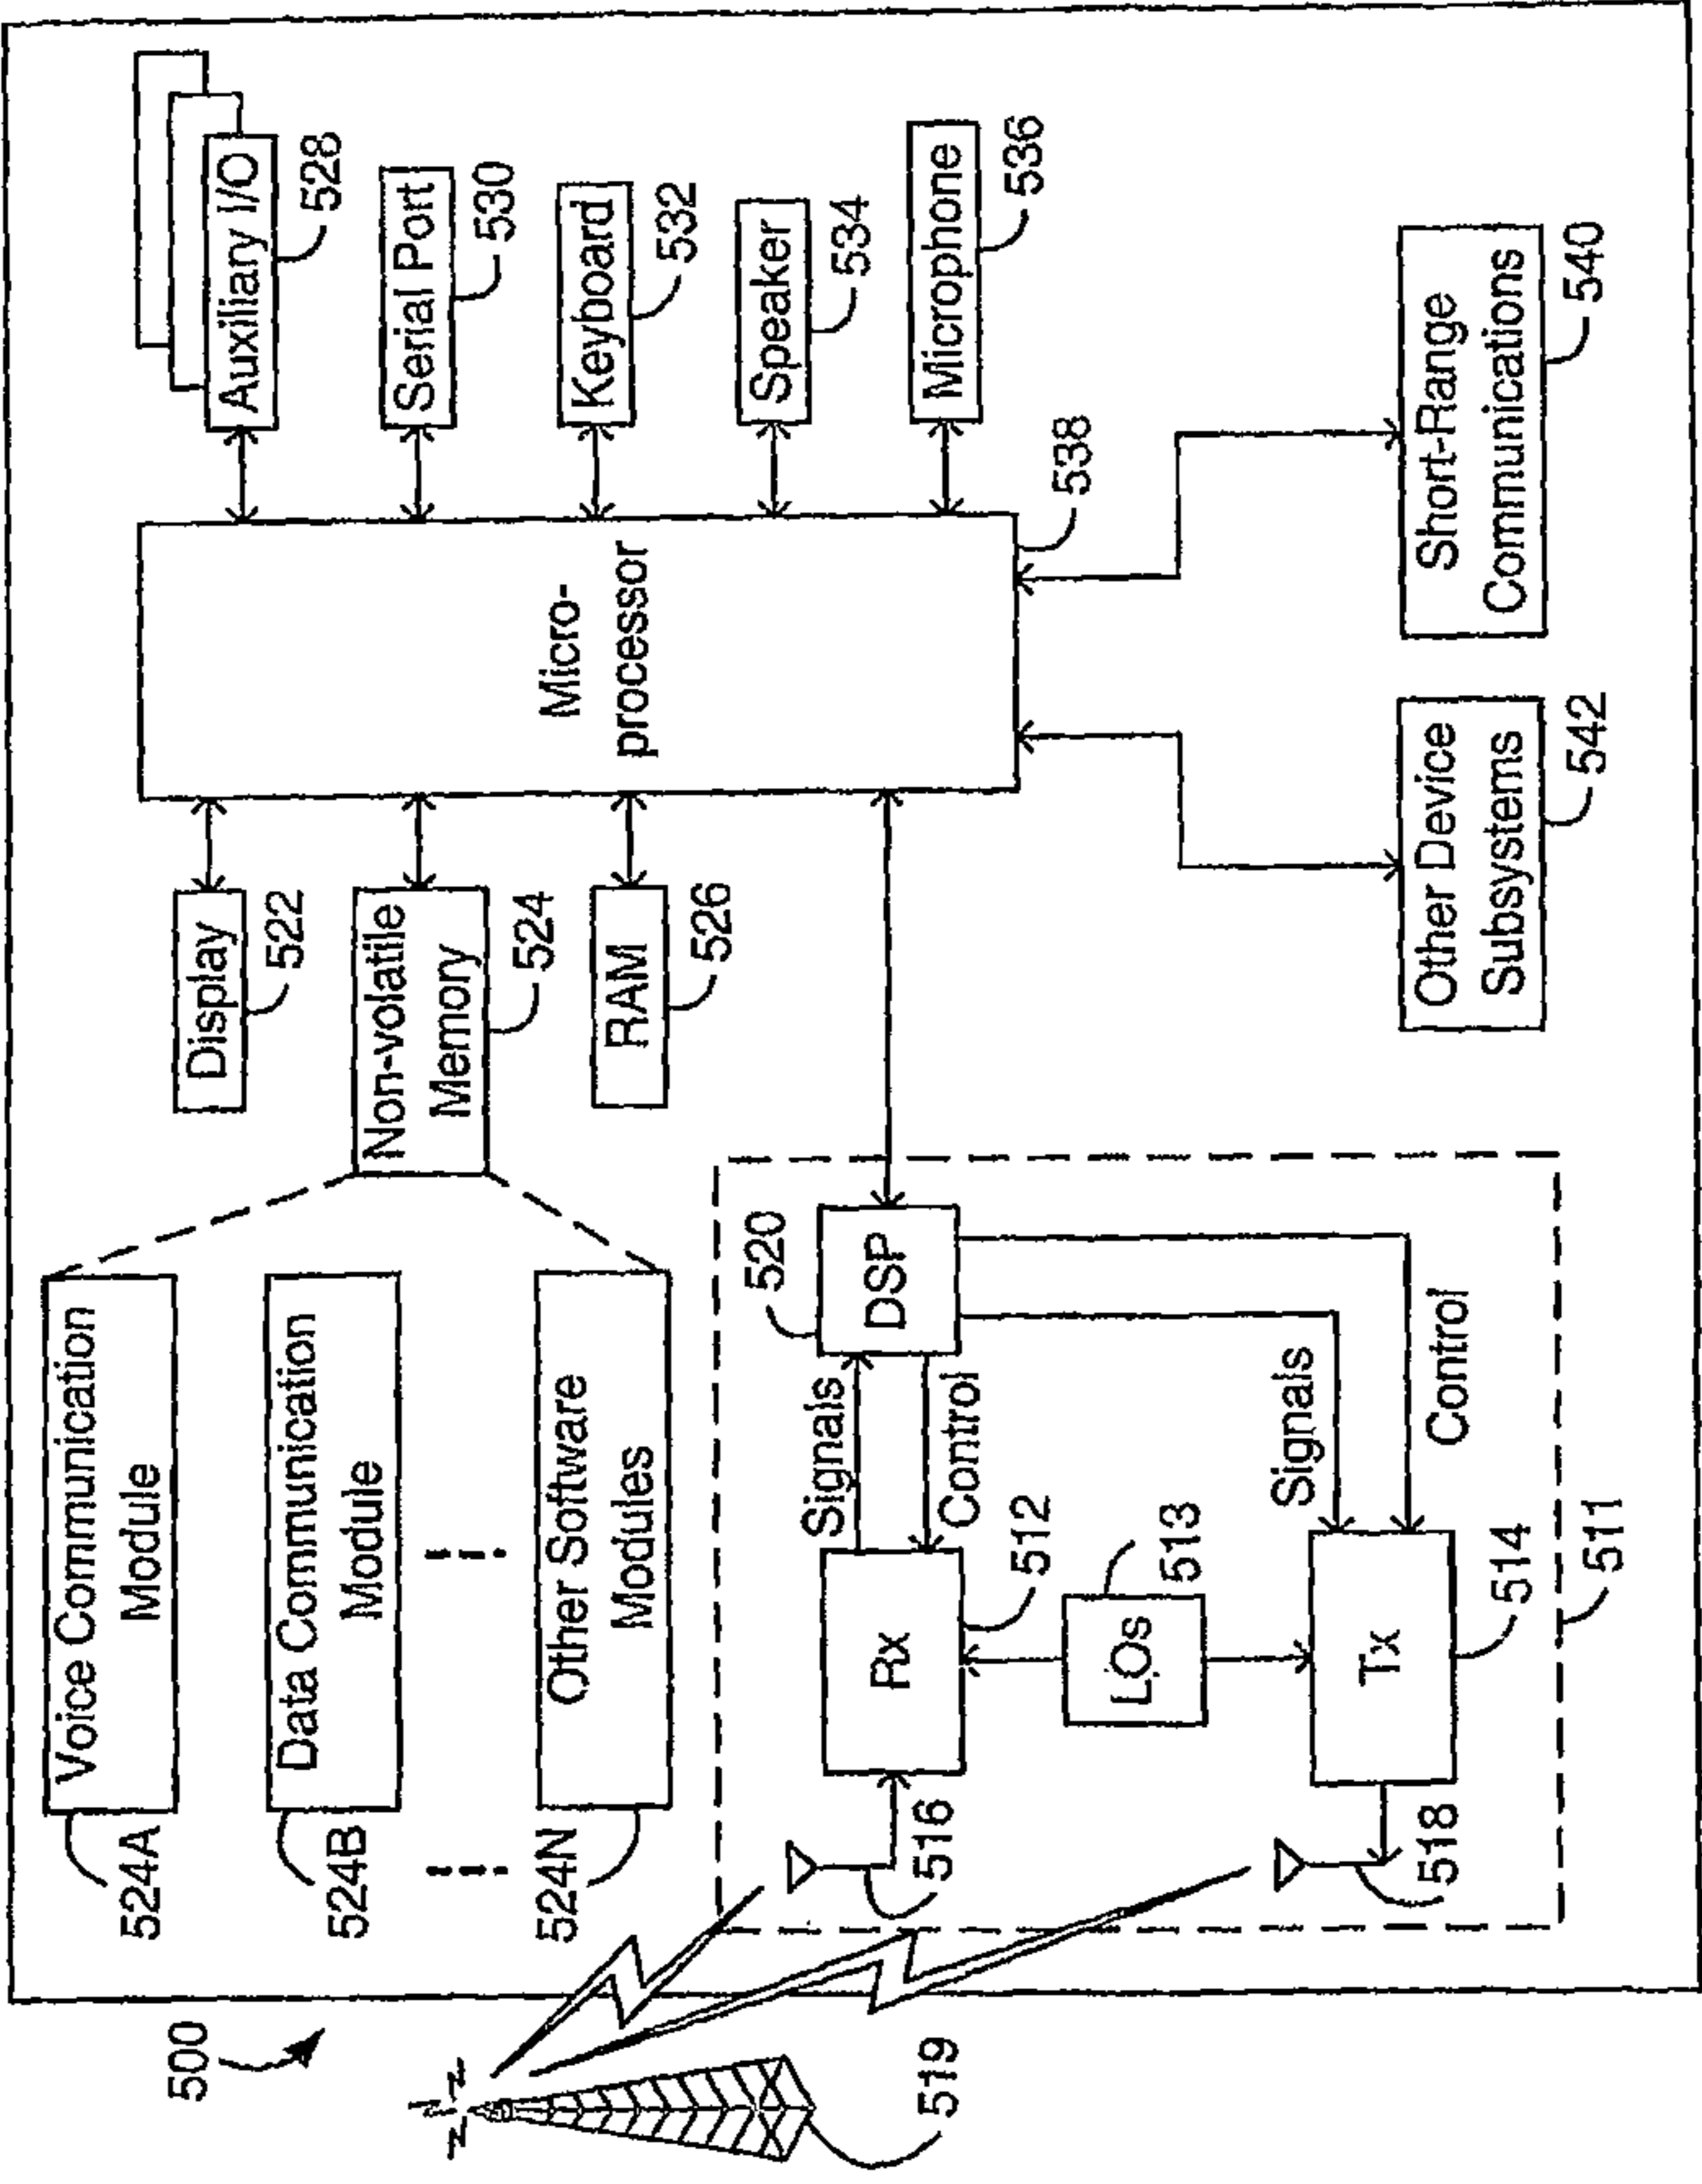 500
519
524A
Voice Communication
Module
524B
Data Communication
Module
524N
Other Software
Modules
Display
522
Non-volatile
Memory
524
RAM
526
Micro-
processor
538
Auxiliary I/O
528
Serial Port
530
Keyboard
532
Speaker
534
Microphone
536
Short-Range
Communications
540
Other Device
Subsystems
542
DSP
520
Signals
Control
Rx
512
516
LOs
513
Signals
Control
Tx
514
518
511